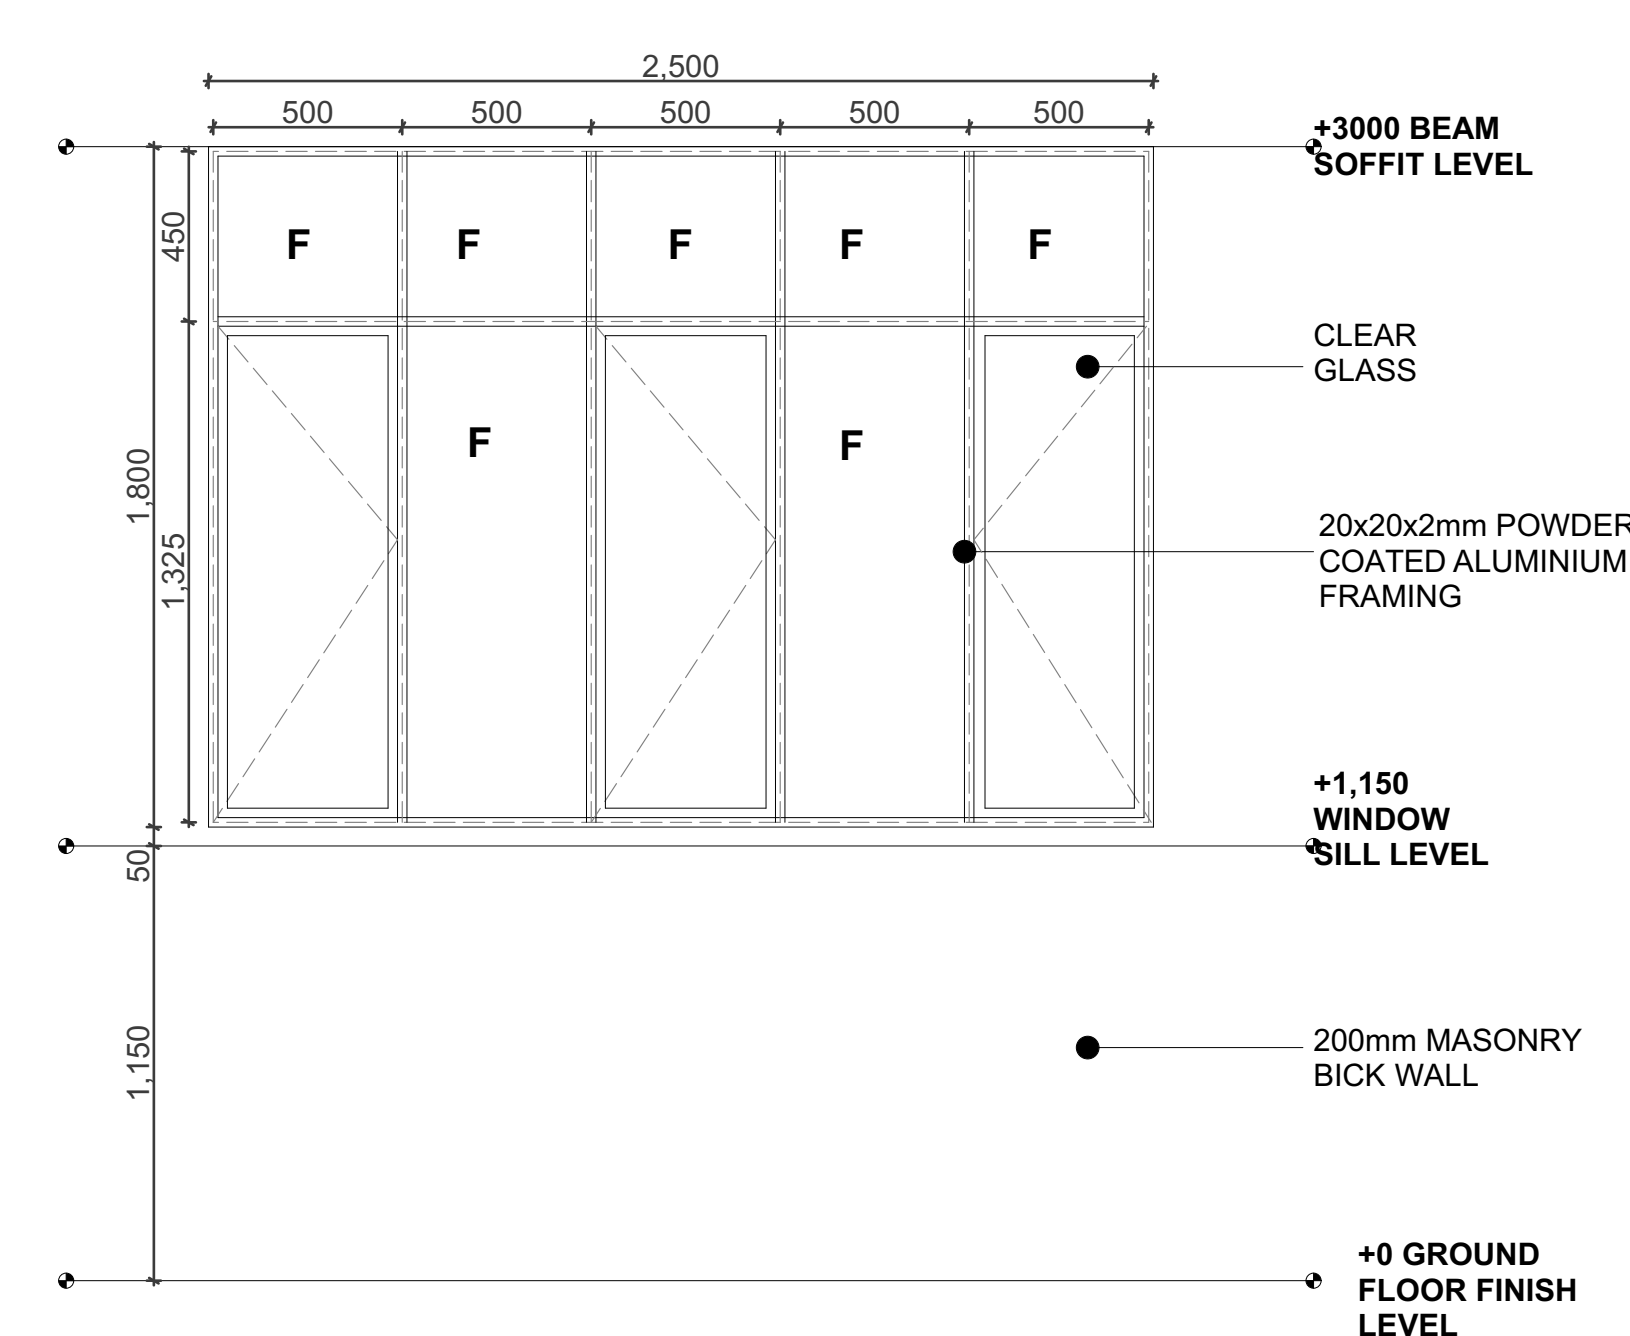 2,500
500 500 500 500 500
+3000 BEAM
SOFFIT LEVEL
450
F F F F F
CLEAR
GLASS
F F
1,800
1,325
20x20x2mm POWDER
COATED ALUMINIUM
FRAMING
+1,150
WINDOW
SILL LEVEL
50
1,150
200mm MASONRY
BICK WALL
+0 GROUND
FLOOR FINISH
LEVEL